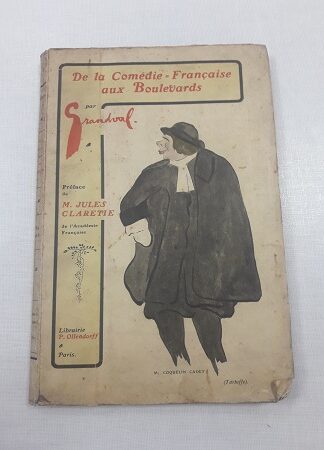 De la Comédie-Française
aux Boulevards
par
Grandval.
Préface
de
M. JULES
CLARETIE
de l'Académie
Française
Librairie
P. Ollendorff
à
Paris.
M. COQUELIN CADET
(Tartuffe).